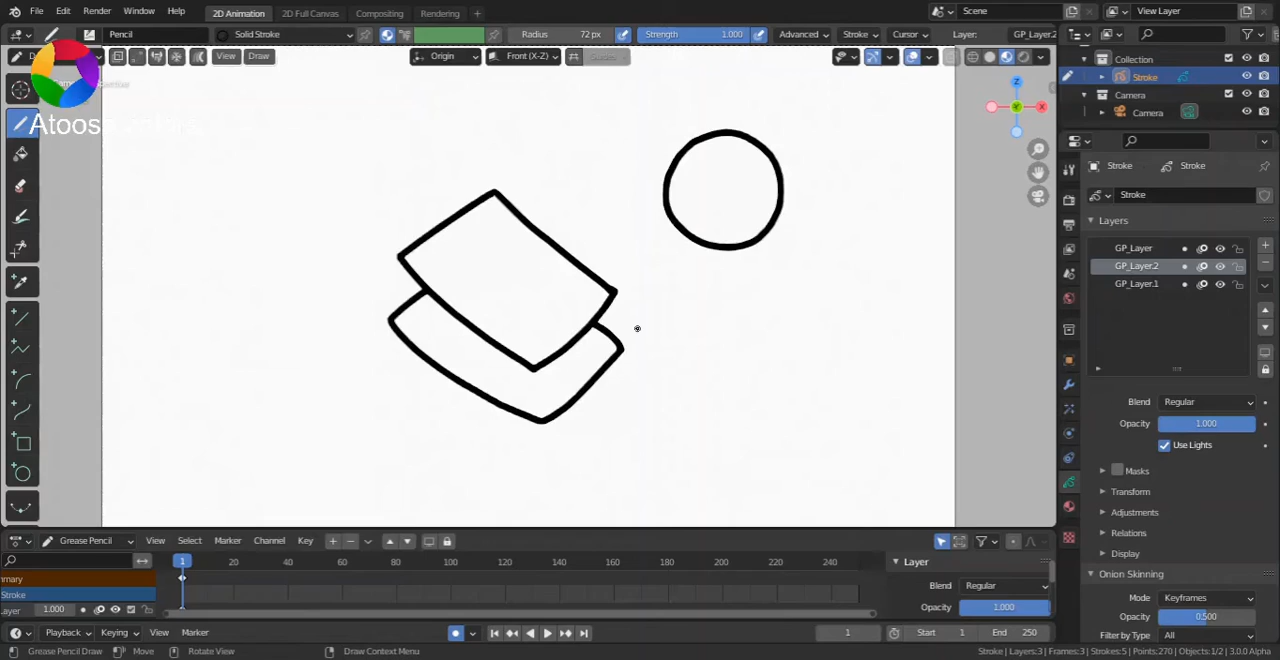 File Edit Render Window Help 2D Animation 2D Full Canvas Compositing Rendering + Scene View Layer
Pencil Solid Stroke Radius 72 px Strength 1.000 Advanced Stroke Cursor Layer: GP_Layer.2
View Draw Origin Front (X-Z) Guides
Atoosa
Z
X
Y
Collection
Stroke
Camera
Camera
Stroke Stroke
Stroke
Layers
GP_Layer
GP_Layer.2
GP_Layer.1
Blend Regular
Opacity 1.000
Use Lights
Masks
Transform
Adjustments
Relations
Display
Onion Skinning
Mode Keyframes
Opacity 0.500
Filter by Type All
Grease Pencil View Select Marker Channel Key
1 20 40 60 80 100 120 140 160 180 200 220 240
mmary
Stroke
Layer 1.000
Layer
Blend Regular
Opacity 1.000
Playback Keying View Marker 1 Start 1 End 250
Grease Pencil Draw Move Rotate View Draw Context Menu Stroke | Layers:3 | Frames:3 | Strokes:5 | Points:270 | Objects:1/2 | 3.0.0 Alpha